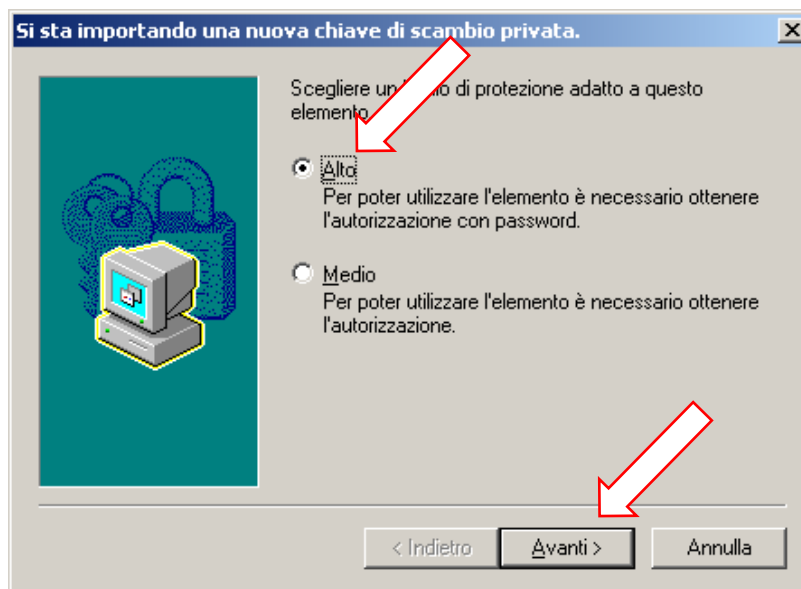 Si sta importando una nuova chiave di scambio privata.
Scegliere un di protezione adatto a questo
elemento
Alto
Per poter utilizzare l'elemento è necessario ottenere
l'autorizzazione con password.
Medio
Per poter utilizzare l'elemento è necessario ottenere
l'autorizzazione.
< Indietro
Avanti >
Annulla